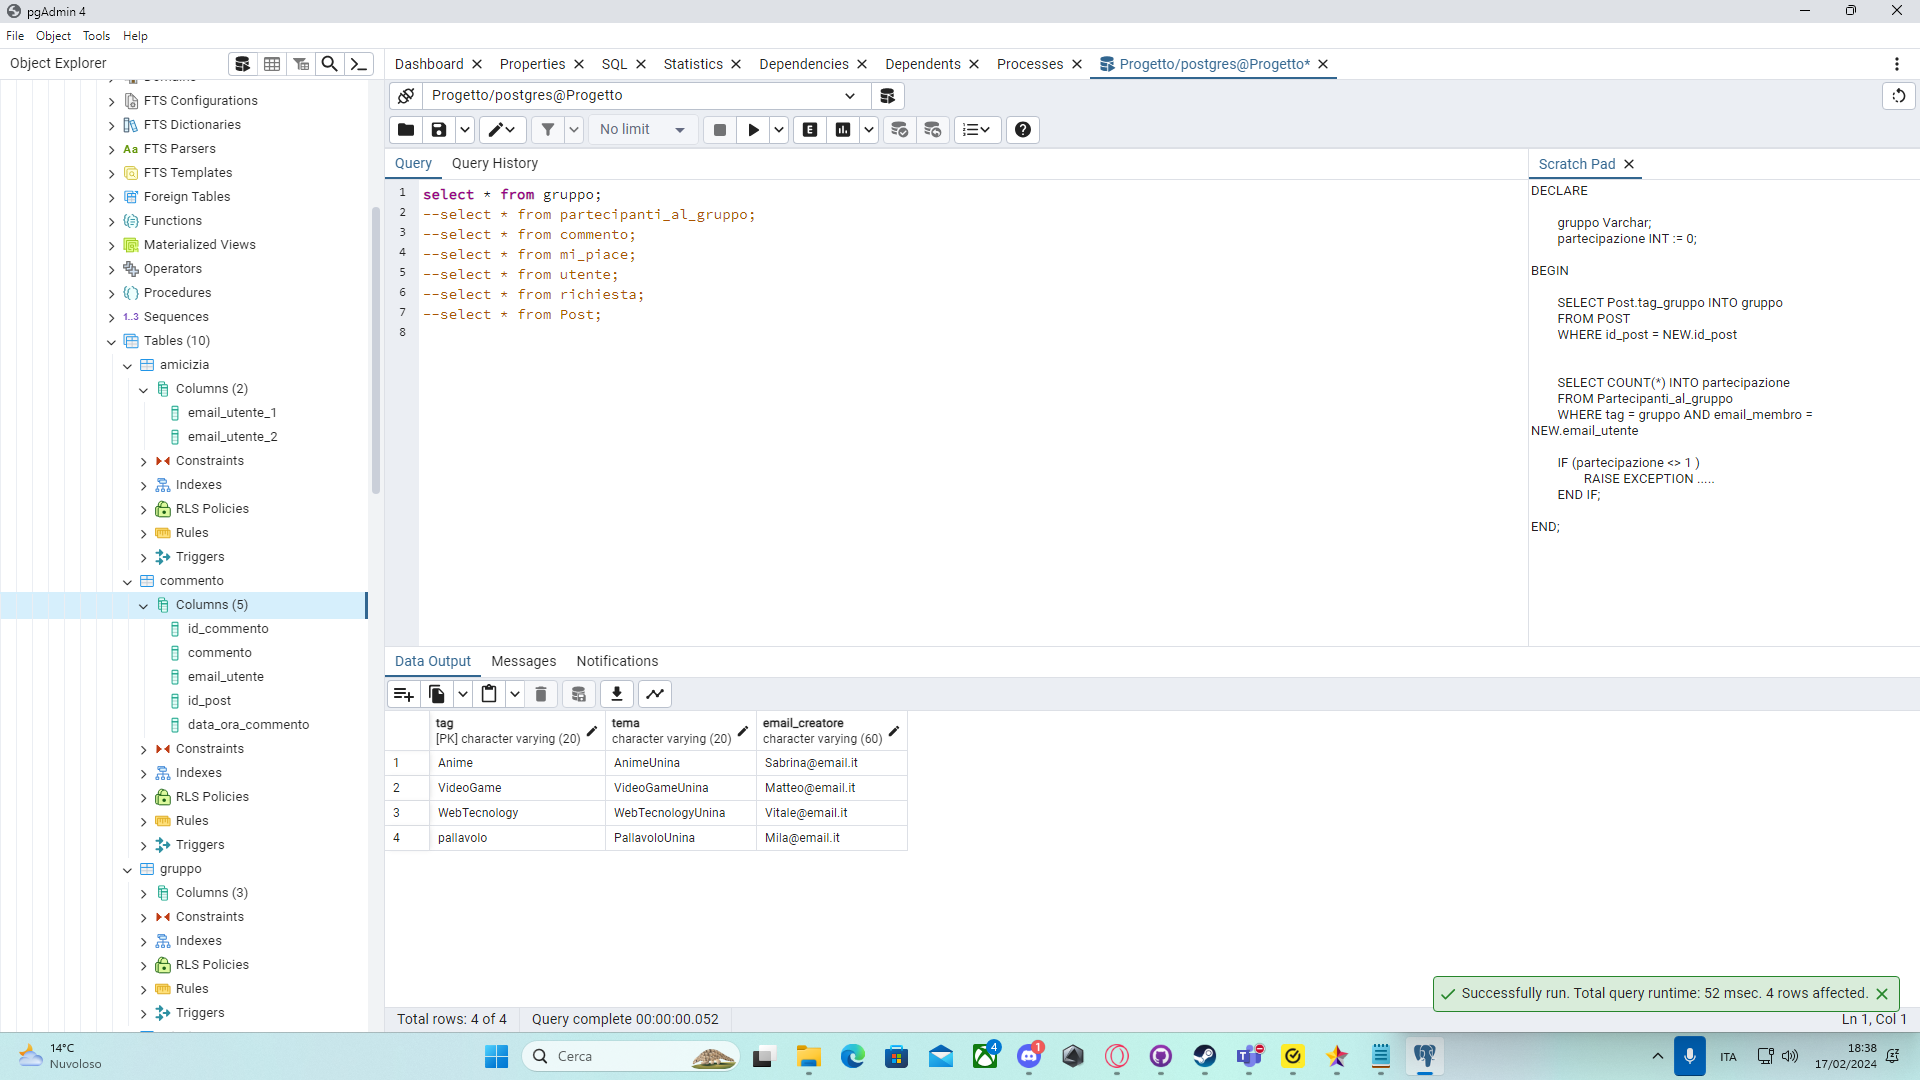 pgAdmin 4
File Object Tools Help
Object Explorer
Dashboard Properties SQL Statistics Dependencies Dependents Processes Progetto/postgres@Progetto*
Progetto/postgres@Progetto
No limit
E
Query Query History
Scratch Pad
Domains
FTS Configurations
FTS Dictionaries
Aa FTS Parsers
FTS Templates
Foreign Tables
Functions
Materialized Views
Operators
Procedures
1..3 Sequences
Tables (10)
amicizia
Columns (2)
email_utente_1
email_utente_2
Constraints
Indexes
RLS Policies
Rules
Triggers
commento
Columns (5)
id_commento
commento
email_utente
id_post
data_ora_commento
Constraints
Indexes
RLS Policies
Rules
Triggers
gruppo
Columns (3)
Constraints
Indexes
RLS Policies
Rules
Triggers
1 select * from gruppo;
2 --select * from partecipanti_al_gruppo;
3 --select * from commento;
4 --select * from mi_piace;
5 --select * from utente;
6 --select * from richiesta;
7 --select * from Post;
8
DECLARE
gruppo Varchar;
partecipazione INT := 0;
BEGIN
SELECT Post.tag_gruppo INTO gruppo
FROM POST
WHERE id_post = NEW.id_post
SELECT COUNT(*) INTO partecipazione
FROM Partecipanti_al_gruppo
WHERE tag = gruppo AND email_membro =
NEW.email_utente
IF (partecipazione <> 1 )
RAISE EXCEPTION .....
END IF;
END;
Data Output Messages Notifications
tag tema email_creatore
[PK] character varying (20) character varying (20) character varying (60)
1 Anime AnimeUnina Sabrina@email.it
2 VideoGame VideoGameUnina Matteo@email.it
3 WebTecnology WebTecnologyUnina Vitale@email.it
4 pallavolo PallavoloUnina Mila@email.it
Successfully run. Total query runtime: 52 msec. 4 rows affected.
Total rows: 4 of 4 Query complete 00:00:00.052 Ln 1, Col 1
14°C
Nuvoloso
Cerca
4
1
ITA
18:38
17/02/2024